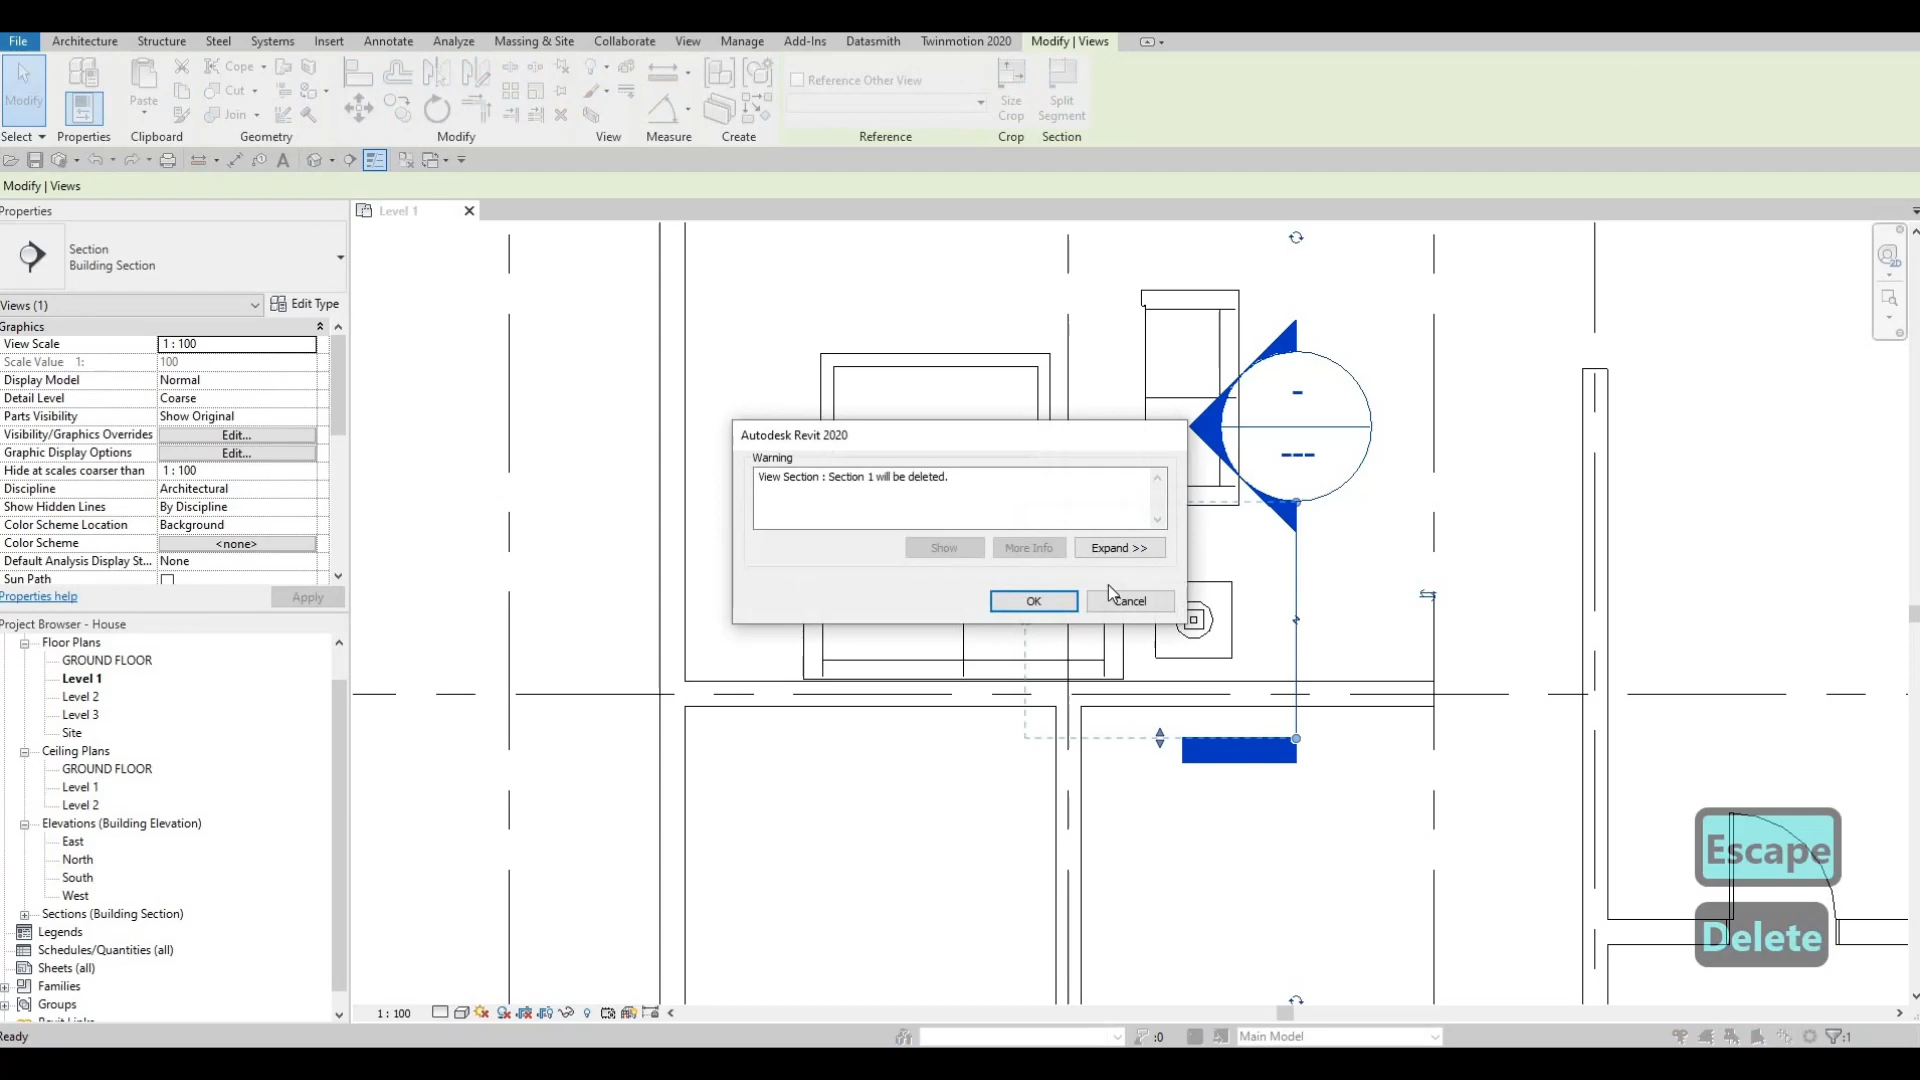 File Architecture Structure Steel Systems Insert Annotate Analyze Massing & Site Collaborate View Manage Add-Ins Datasmith Twinmotion 2020 Modify | Views
Modify Paste Cope Cut Join Reference Other View Size Crop Split Segment
Select Properties Clipboard Geometry Modify View Measure Create Reference Crop Section
Modify | Views
Properties
Level 1
Section
Building Section
Views (1) Edit Type
Graphics
View Scale 1 : 100
Scale Value 1: 100
Display Model Normal
Detail Level Coarse
Parts Visibility Show Original
Visibility/Graphics Overrides Edit...
Graphic Display Options Edit...
Hide at scales coarser than 1 : 100
Discipline Architectural
Show Hidden Lines By Discipline
Color Scheme Location Background
Color Scheme <none>
Default Analysis Display St... None
Sun Path
Properties help Apply
Project Browser - House
Floor Plans
GROUND FLOOR
Level 1
Level 2
Level 3
Site
Ceiling Plans
GROUND FLOOR
Level 1
Level 2
Elevations (Building Elevation)
East
North
South
West
Sections (Building Section)
Legends
Schedules/Quantities (all)
Sheets (all)
Families
Groups
Autodesk Revit 2020
Warning
View Section : Section 1 will be deleted.
Show More Info Expand >>
OK Cancel
2D
-
---
Escape
Delete
1 : 100
Ready
:0
Main Model
:1